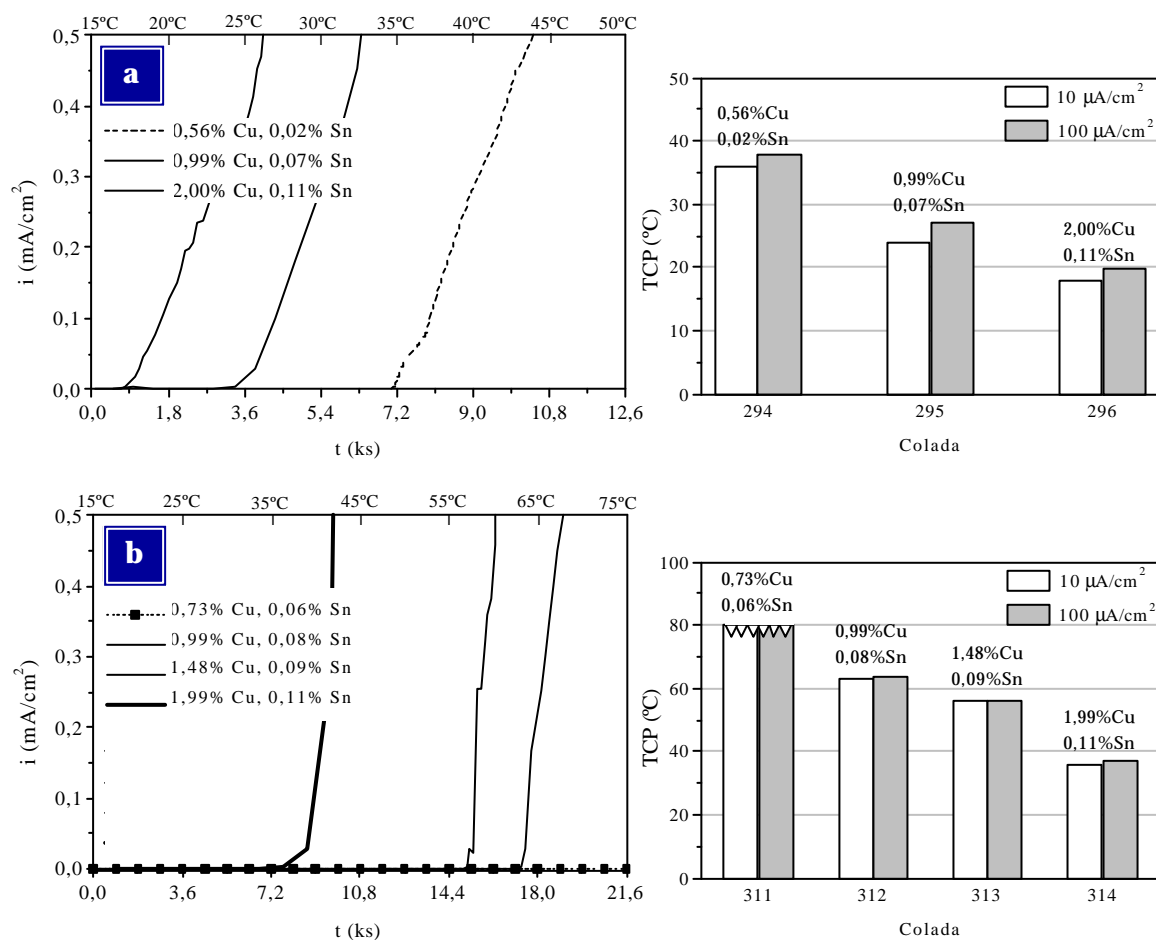 15ºC 20ºC 25ºC 30ºC 35ºC 40ºC 45ºC 50ºC
0,5
0,4
0,3
0,2
0,1
0,0
i (mA/cm²)
a
0,56% Cu, 0,02% Sn
0,99% Cu, 0,07% Sn
2,00% Cu, 0,11% Sn
0,0 1,8 3,6 5,4 7,2 9,0 10,8 12,6
t (ks)
50
40
30
20
10
0
TCP (ºC)
10 µA/cm²
100 µA/cm²
0,56%Cu
0,02%Sn
0,99%Cu
0,07%Sn
2,00%Cu
0,11%Sn
294 295 296
Colada
15ºC 25ºC 35ºC 45ºC 55ºC 65ºC 75ºC
0,5
0,4
0,3
0,2
0,1
0,0
i (mA/cm²)
b
0,73% Cu, 0,06% Sn
0,99% Cu, 0,08% Sn
1,48% Cu, 0,09% Sn
1,99% Cu, 0,11% Sn
0,0 3,6 7,2 10,8 14,4 18,0 21,6
t (ks)
100
80
60
40
20
0
TCP (ºC)
10 µA/cm²
100 µA/cm²
0,73%Cu
0,06%Sn
0,99%Cu
0,08%Sn
1,48%Cu
0,09%Sn
1,99%Cu
0,11%Sn
311 312 313 314
Colada